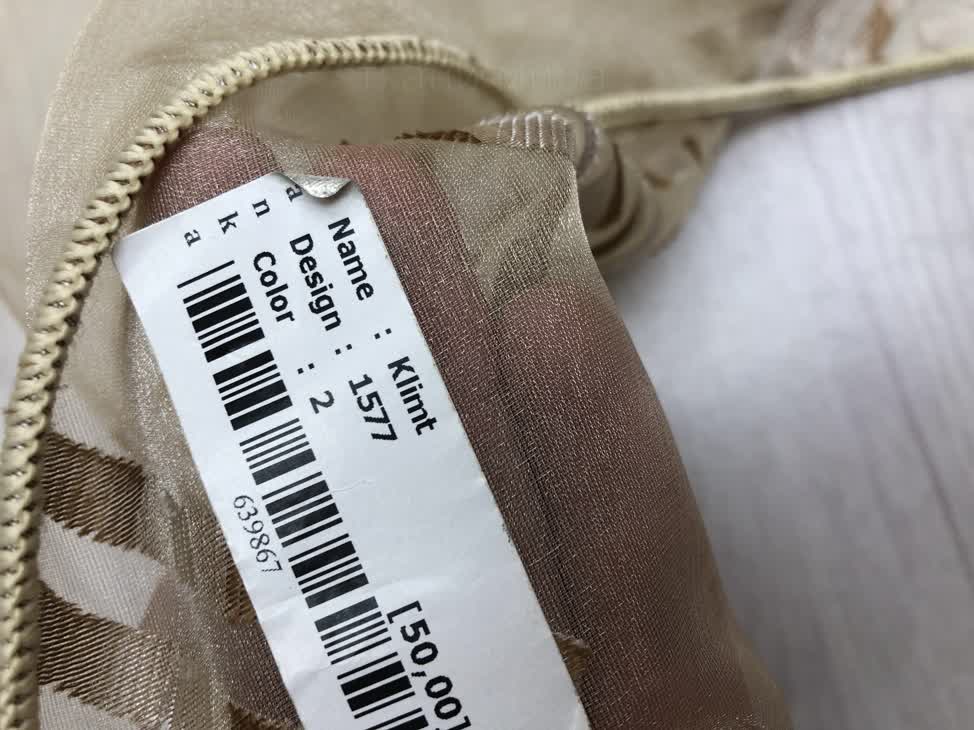 a
n
k
a
Name : Klimt
Design : 1577
Color : 2
[50,00]
639867